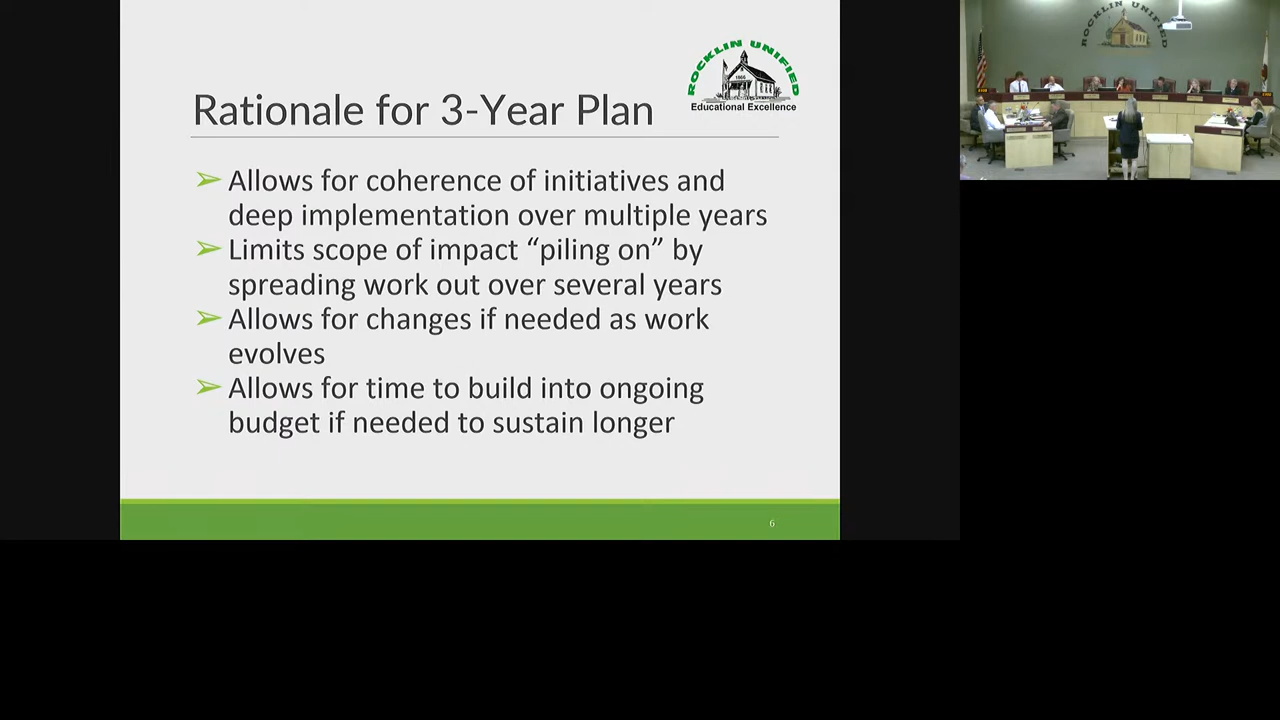 ROCKLIN UNIFIED
Educational Excellence
Rationale for 3-Year Plan
➢ Allows for coherence of initiatives and
deep implementation over multiple years
➢ Limits scope of impact “piling on” by
spreading work out over several years
➢ Allows for changes if needed as work
evolves
➢ Allows for time to build into ongoing
budget if needed to sustain longer
6
ROCKLIN UNIFIED